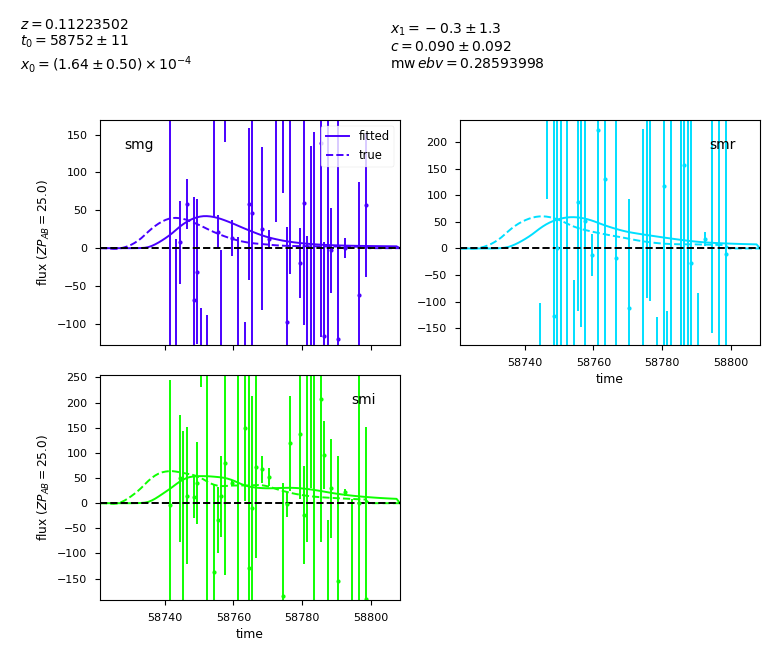 z = 0.11223502
t₀ = 58752 ± 11
x₀ = (1.64 ± 0.50) × 10⁻⁴
x₁ = −0.3 ± 1.3
c = 0.090 ± 0.092
mw ebv = 0.28593998
smg
fitted
true
150
100
50
0
−50
−100
flux (ZP_AB = 25.0)
smr
200
150
100
50
0
−50
−100
−150
58740 58760 58780 58800
time
smi
250
200
150
100
50
0
−50
−100
−150
flux (ZP_AB = 25.0)
58740 58760 58780 58800
time